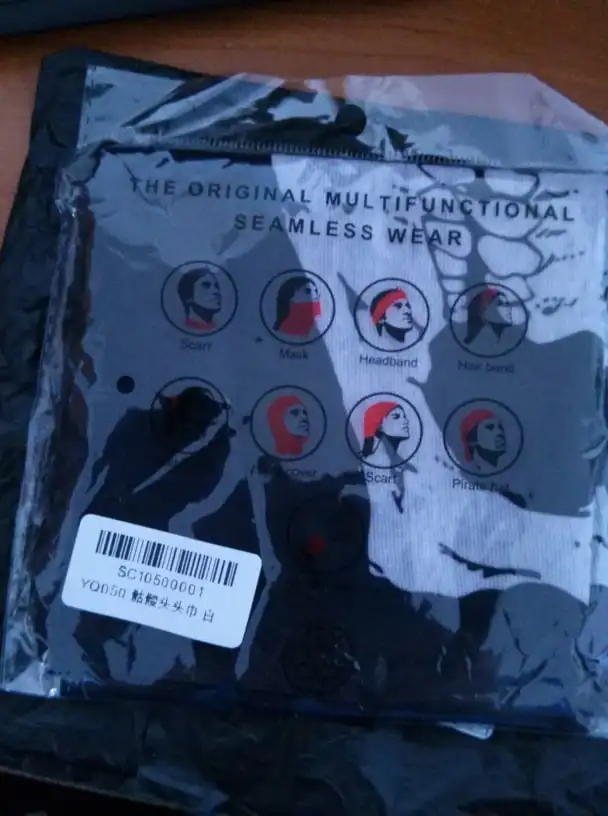 THE ORIGINAL MULTIFUNCTIONAL
SEAMLESS WEAR
Scarf
Mask
Headband
Hair band
cover
Scarf
Pirate hat
SC10500001
YQ050 骷髅头头巾 白